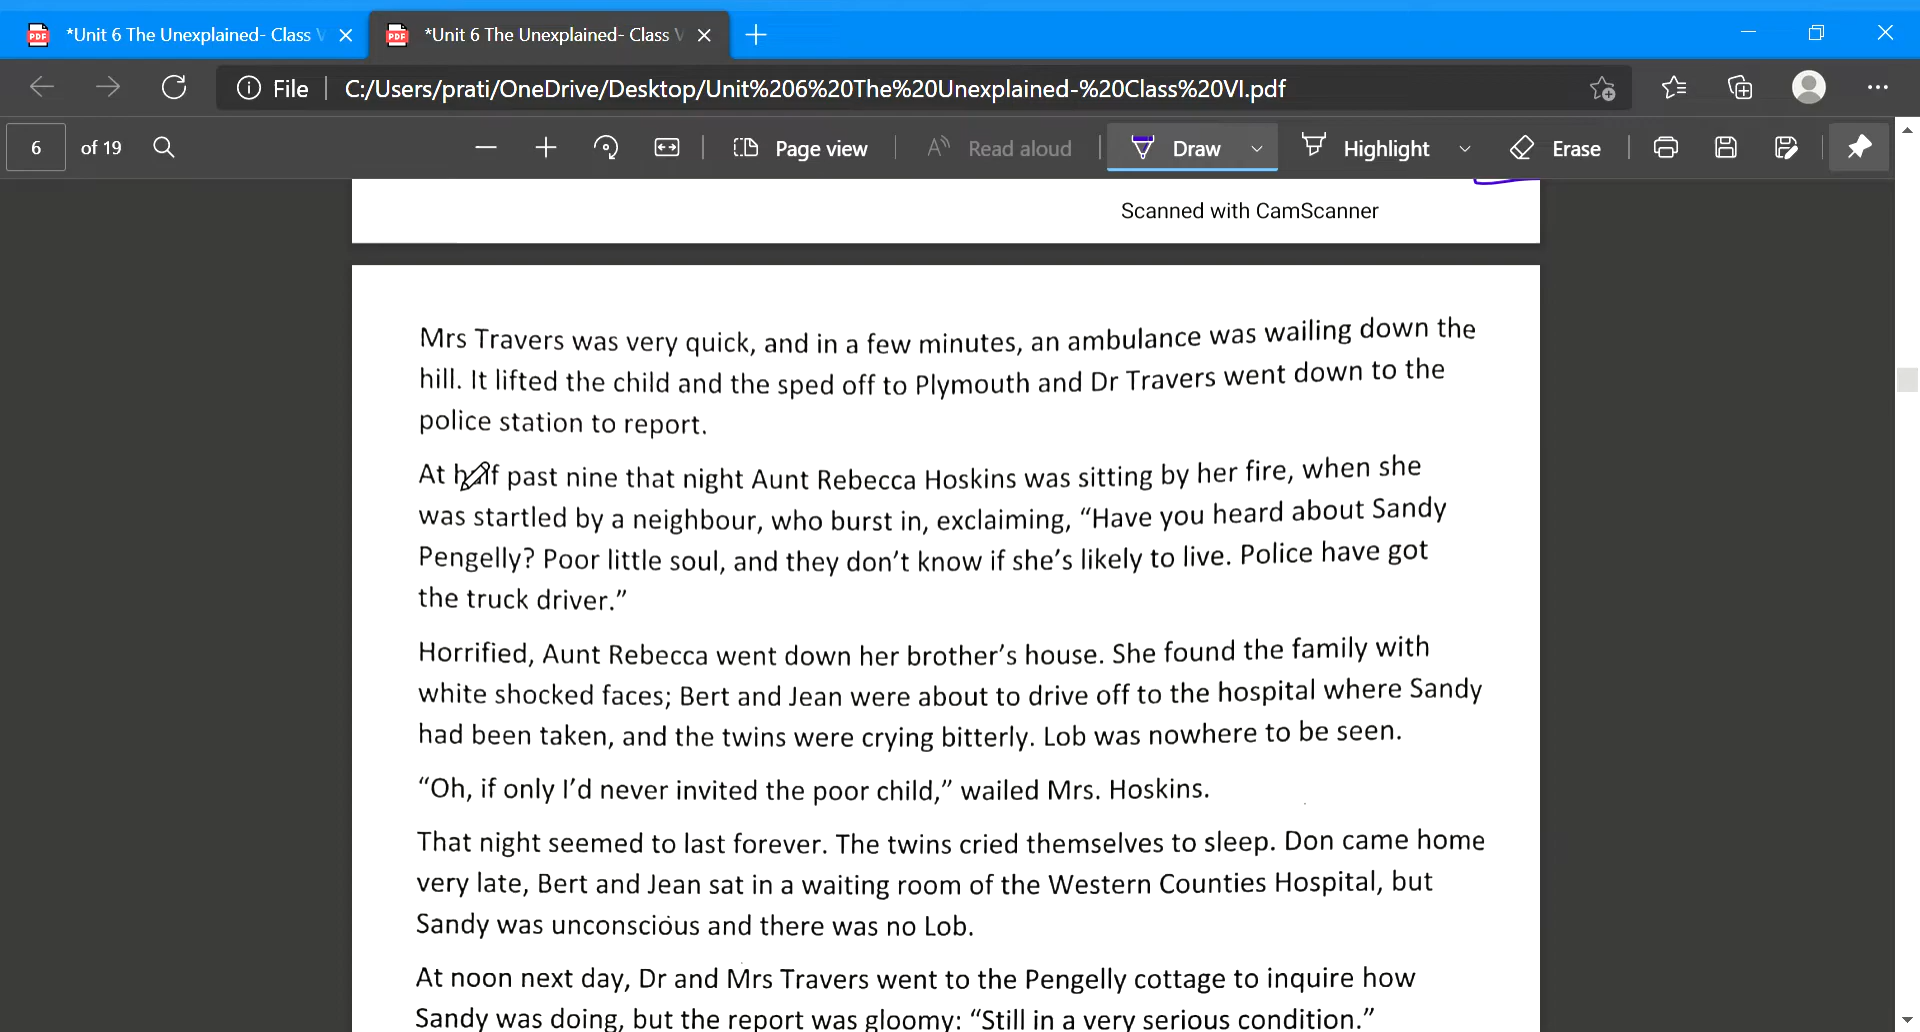 *Unit 6 The Unexplained- Class V
*Unit 6 The Unexplained- Class V
File
C:/Users/prati/OneDrive/Desktop/Unit%206%20The%20Unexplained-%20Class%20VI.pdf
6 of 19
Page view
Read aloud
Draw
Highlight
Erase
Scanned with CamScanner
Mrs Travers was very quick, and in a few minutes, an ambulance was wailing down the
hill. It lifted the child and the sped off to Plymouth and Dr Travers went down to the
police station to report.
At half past nine that night Aunt Rebecca Hoskins was sitting by her fire, when she
was startled by a neighbour, who burst in, exclaiming, “Have you heard about Sandy
Pengelly? Poor little soul, and they don’t know if she’s likely to live. Police have got
the truck driver.”
Horrified, Aunt Rebecca went down her brother’s house. She found the family with
white shocked faces; Bert and Jean were about to drive off to the hospital where Sandy
had been taken, and the twins were crying bitterly. Lob was nowhere to be seen.
“Oh, if only I’d never invited the poor child,” wailed Mrs. Hoskins.
That night seemed to last forever. The twins cried themselves to sleep. Don came home
very late, Bert and Jean sat in a waiting room of the Western Counties Hospital, but
Sandy was unconscious and there was no Lob.
At noon next day, Dr and Mrs Travers went to the Pengelly cottage to inquire how
Sandy was doing, but the report was gloomy: “Still in a very serious condition.”